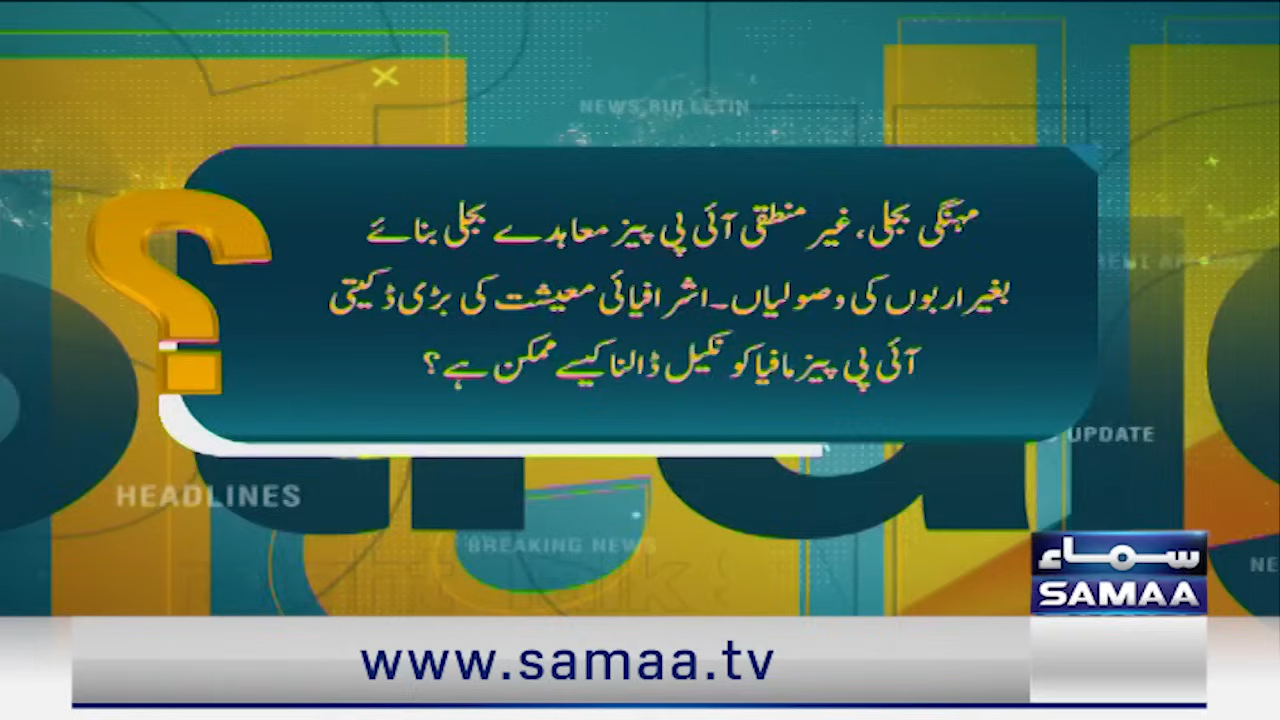 NEWS BULLETIN
مہنگی بجلی، غیر منطقی آئی پی پیز معاہدے بجلی بنائے
بغیر اربوں کی وصولیاں۔ اشرافیائی معیشت کی بڑی ڈکیتی
آئی پی پیز مافیا کو نکیل ڈالنا کیسے ممکن ہے؟
؟
UPDATE
HEADLINES
BREAKING NEWS
NE
سماء
SAMAA
www.samaa.tv